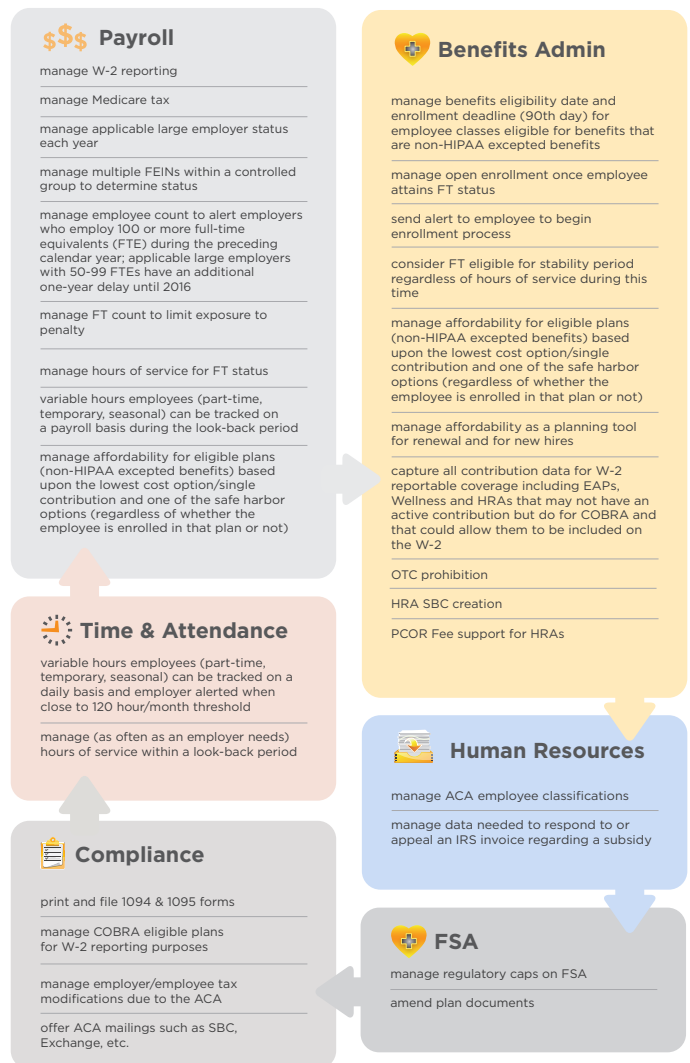 $$$ Payroll
manage W-2 reporting
manage Medicare tax
manage applicable large employer status
each year
manage multiple FEINs within a controlled
group to determine status
manage employee count to alert employers
who employ 100 or more full-time
equivalents (FTE) during the preceding
calendar year; applicable large employers
with 50-99 FTEs have an additional
one-year delay until 2016
manage FT count to limit exposure to
penalty
manage hours of service for FT status
variable hours employees (part-time,
temporary, seasonal) can be tracked on
a payroll basis during the look-back period
manage affordability for eligible plans
(non-HIPAA excepted benefits) based
upon the lowest cost option/single
contribution and one of the safe harbor
options (regardless of whether the
employee is enrolled in that plan or not)
Benefits Admin
manage benefits eligibility date and
enrollment deadline (90th day) for
employee classes eligible for benefits that
are non-HIPAA excepted benefits
manage open enrollment once employee
attains FT status
send alert to employee to begin
enrollment process
consider FT eligible for stability period
regardless of hours of service during this
time
manage affordability for eligible plans
(non-HIPAA excepted benefits) based
upon the lowest cost option/single
contribution and one of the safe harbor
options (regardless of whether the
employee is enrolled in that plan or not)
manage affordability as a planning tool
for renewal and for new hires
capture all contribution data for W-2
reportable coverage including EAPs,
Wellness and HRAs that may not have an
active contribution but do for COBRA and
that could allow them to be included on
the W-2
OTC prohibition
HRA SBC creation
PCOR Fee support for HRAs
Time & Attendance
variable hours employees (part-time,
temporary, seasonal) can be tracked on a
daily basis and employer alerted when
close to 120 hour/month threshold
manage (as often as an employer needs)
hours of service within a look-back period
Human Resources
manage ACA employee classifications
manage data needed to respond to or
appeal an IRS invoice regarding a subsidy
Compliance
print and file 1094 & 1095 forms
manage COBRA eligible plans
for W-2 reporting purposes
manage employer/employee tax
modifications due to the ACA
offer ACA mailings such as SBC,
Exchange, etc.
FSA
manage regulatory caps on FSA
amend plan documents